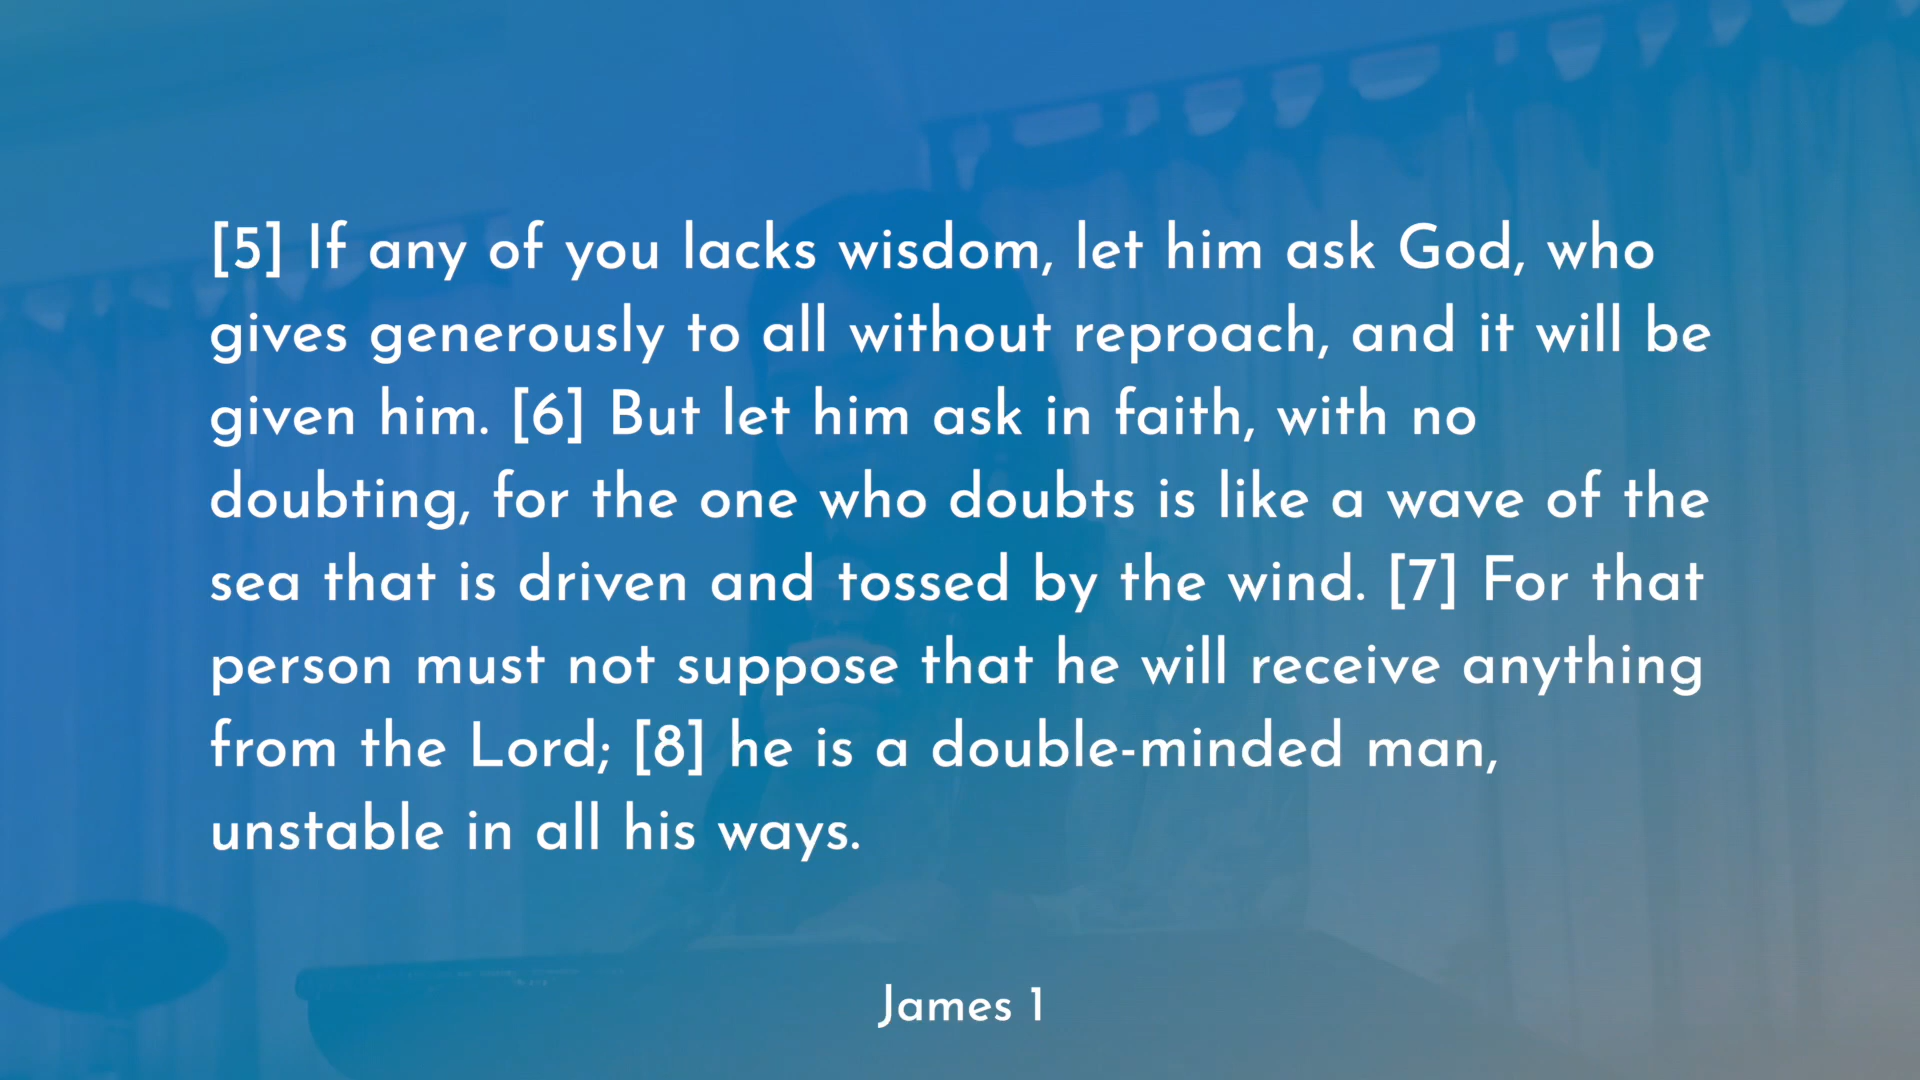 [5] If any of you lacks wisdom, let him ask God, who
gives generously to all without reproach, and it will be
given him. [6] But let him ask in faith, with no
doubting, for the one who doubts is like a wave of the
sea that is driven and tossed by the wind. [7] For that
person must not suppose that he will receive anything
from the Lord; [8] he is a double-minded man,
unstable in all his ways.
James 1